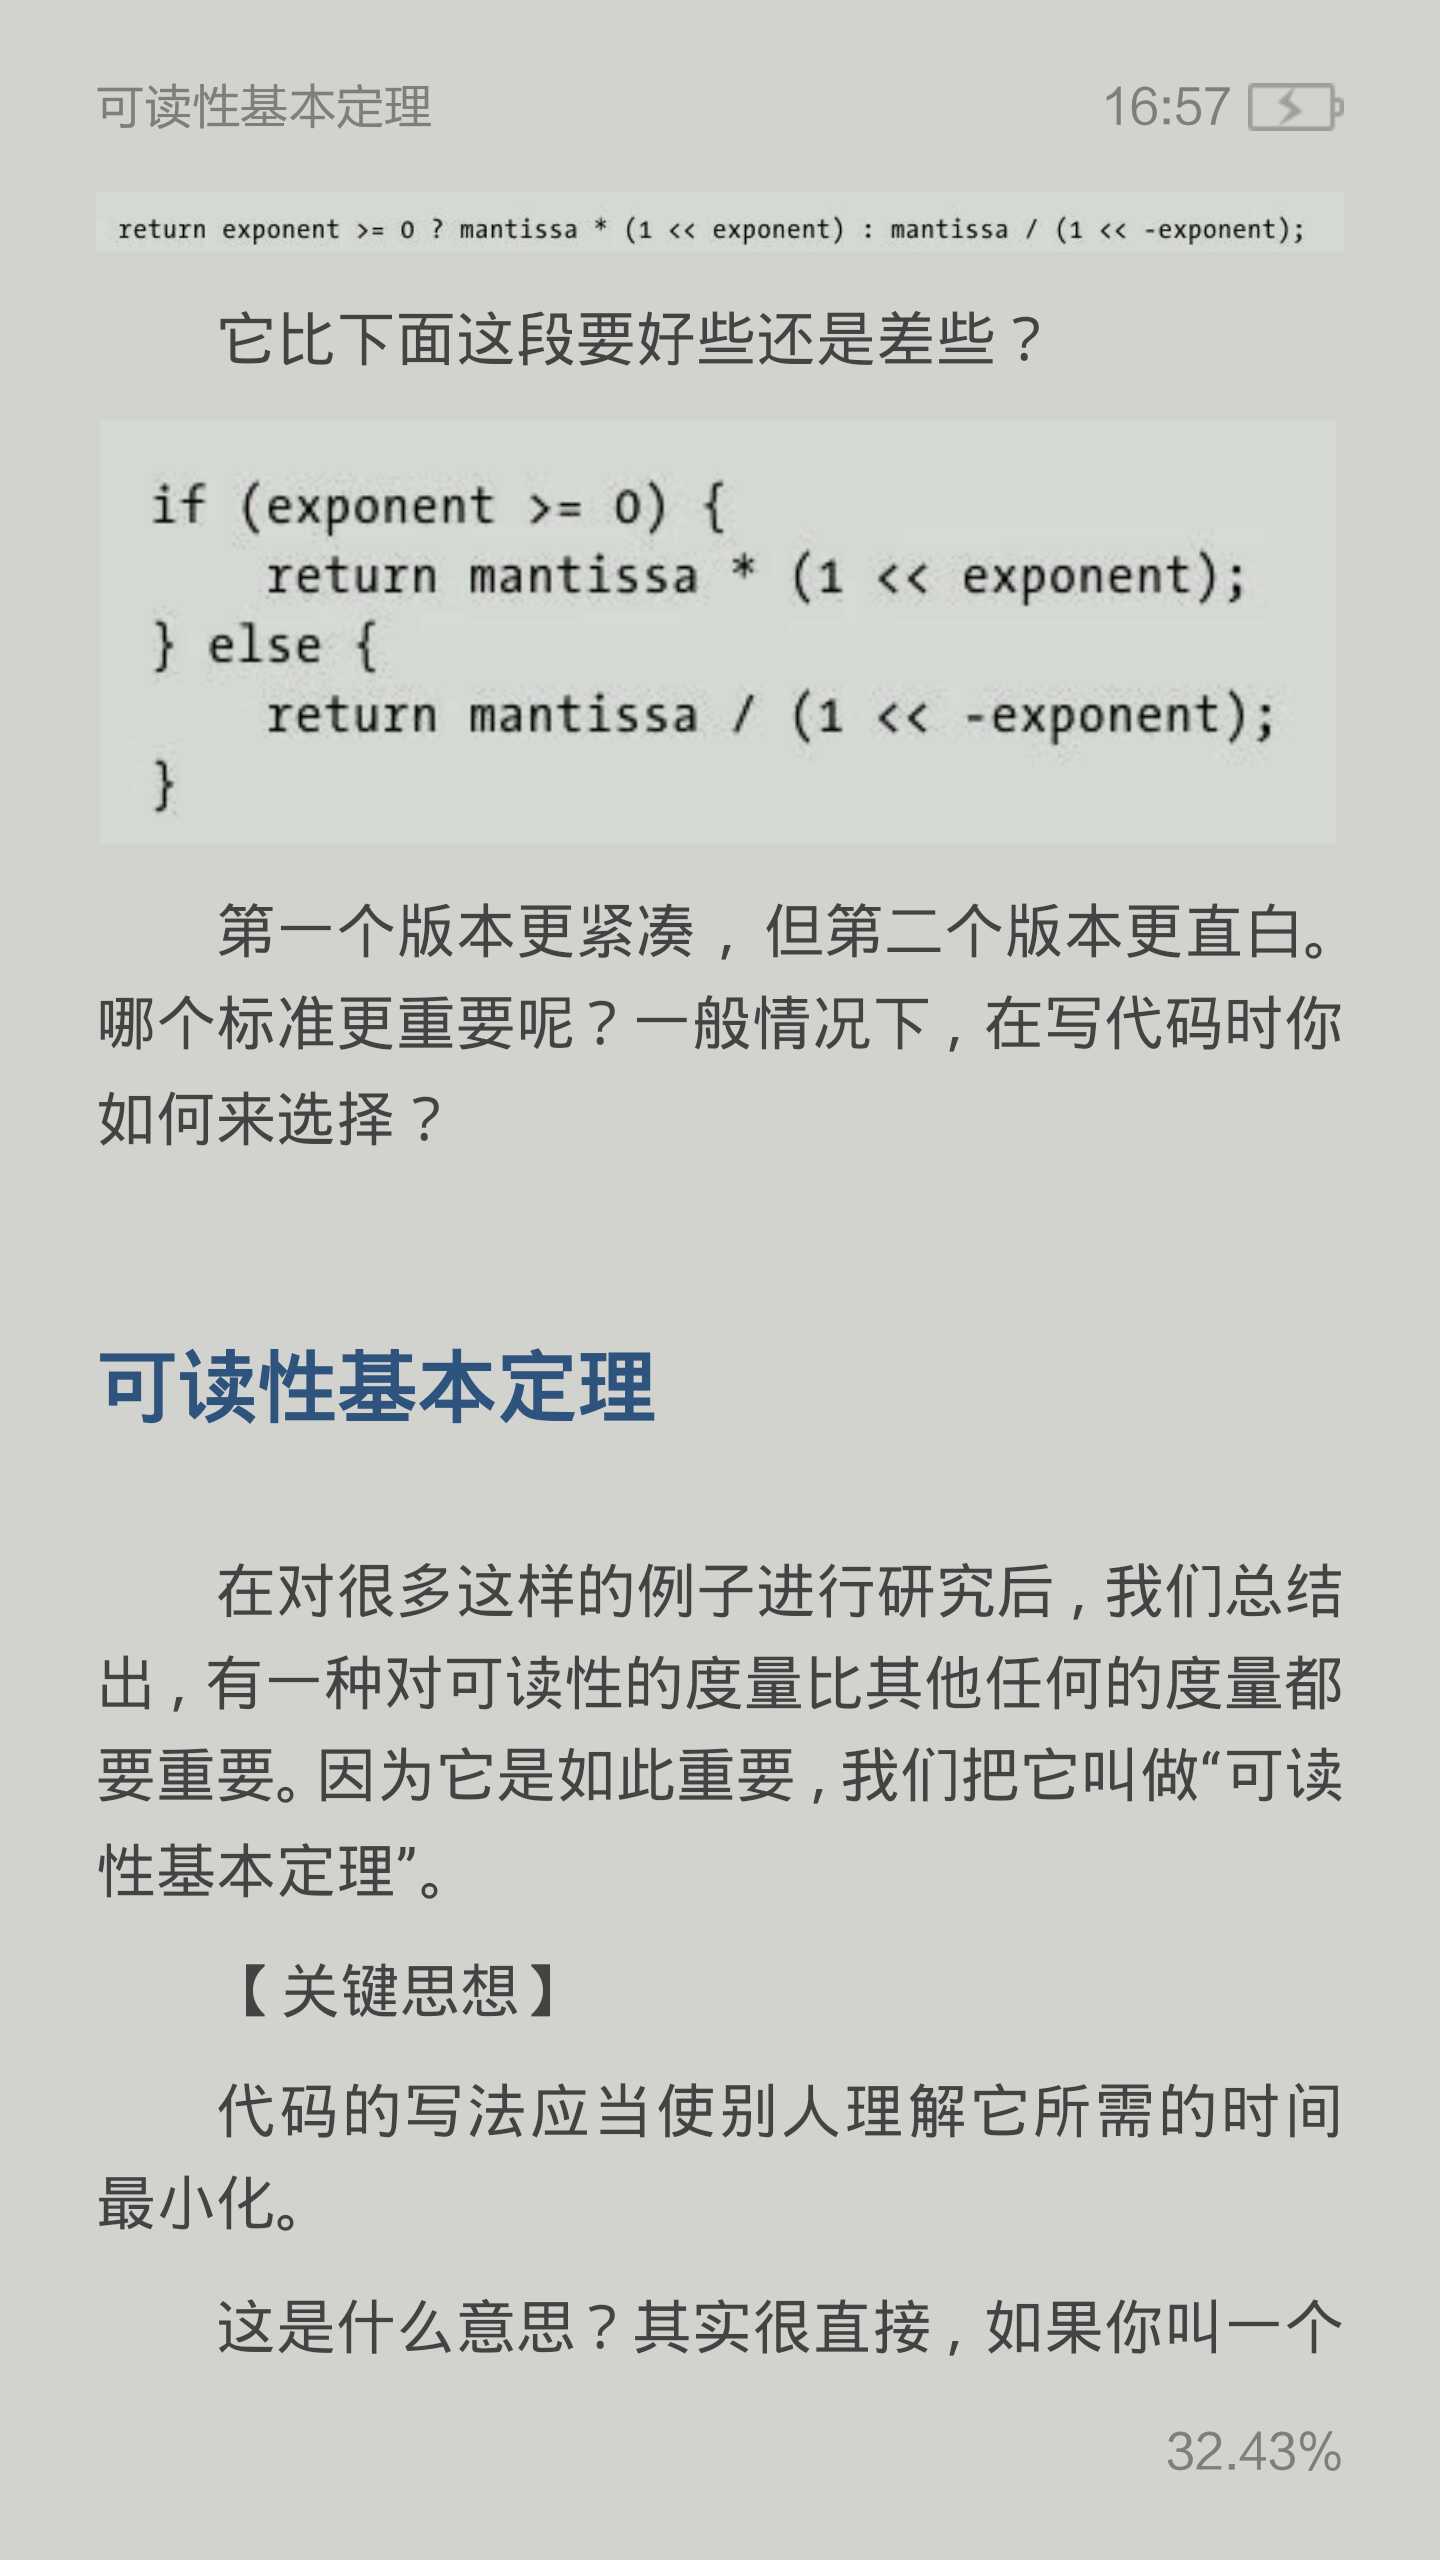 可读性基本定理 16:57
return exponent >= 0 ? mantissa * (1 << exponent) : mantissa / (1 << -exponent);
它比下面这段要好些还是差些？
if (exponent >= 0) {
    return mantissa * (1 << exponent);
} else {
    return mantissa / (1 << -exponent);
}
第一个版本更紧凑，但第二个版本更直白。
哪个标准更重要呢？一般情况下，在写代码时你
如何来选择？
可读性基本定理
在对很多这样的例子进行研究后，我们总结
出，有一种对可读性的度量比其他任何的度量都
要重要。因为它是如此重要，我们把它叫做“可读
性基本定理”。
【关键思想】
代码的写法应当使别人理解它所需的时间
最小化。
这是什么意思？其实很直接，如果你叫一个
32.43%